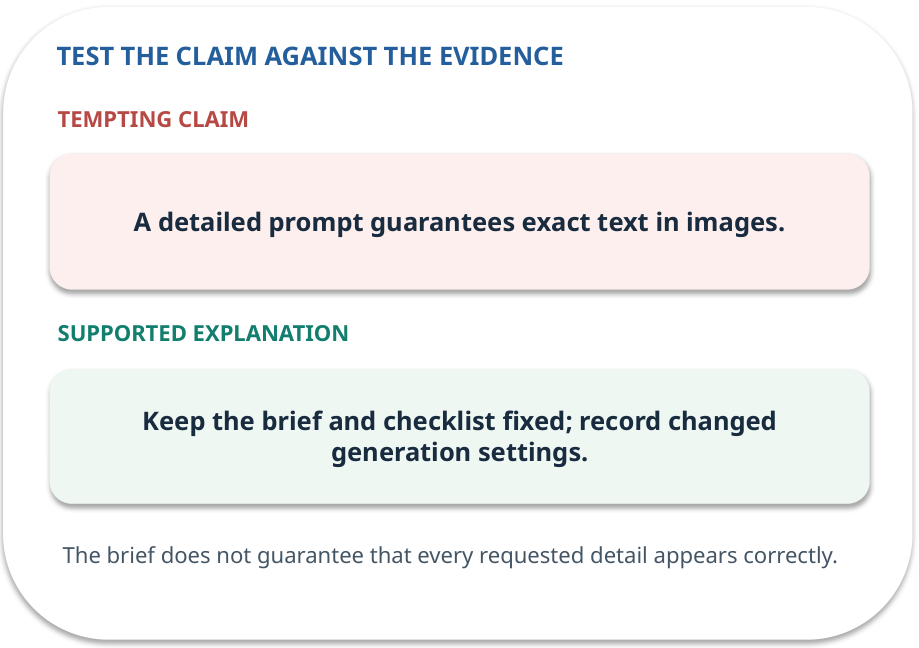 TEST THE CLAIM AGAINST THE EVIDENCE
TEMPTING CLAIM
A detailed prompt guarantees exact text in images.
SUPPORTED EXPLANATION
Keep the brief and checklist fixed; record changed
generation settings.
The brief does not guarantee that every requested detail appears correctly.